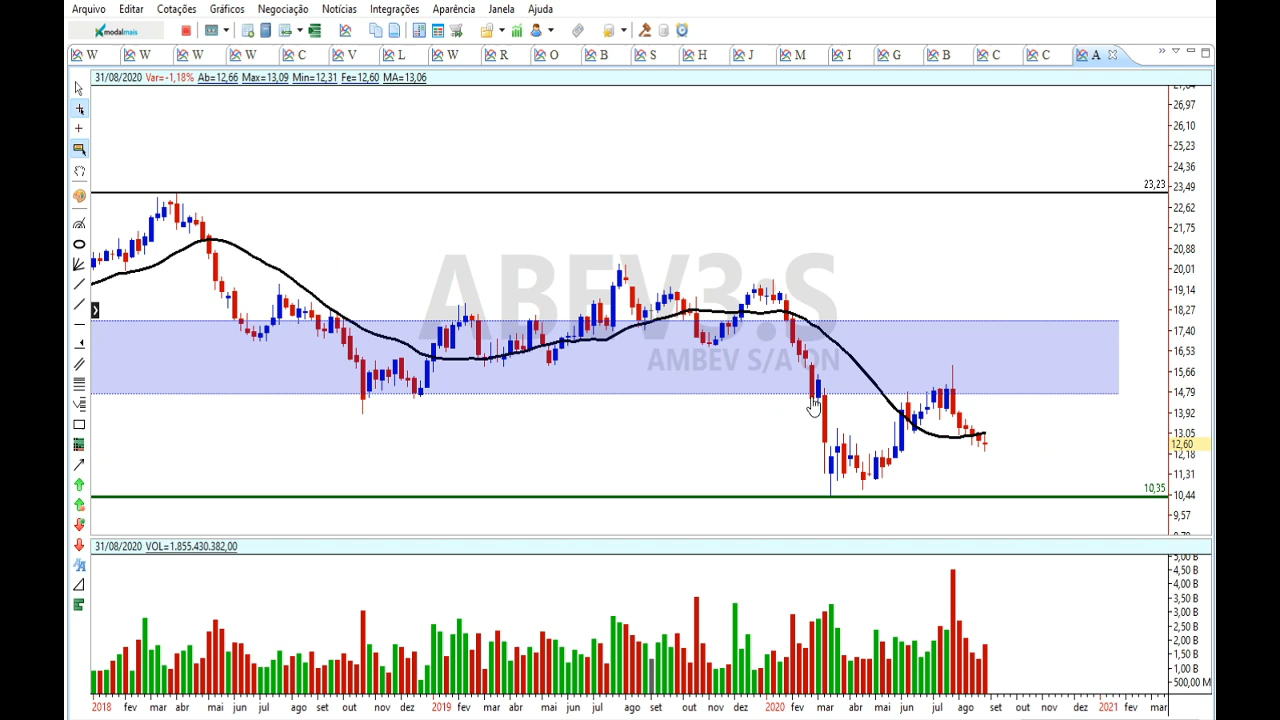 Arquivo Editar Cotações Gráficos Negociação Notícias Integrações Aparência Janela Ajuda
modalmais
W W W W C V L W R O B S H J M I G B C C A
31/08/2020 Var=-1,18% Ab=12,66 Max=13,09 Min=12,31 Fe=12,60 MA=13,06
26,97
26,10
25,23
24,36
23,23
23,49
22,62
21,75
20,88
20,01
19,14
18,27
17,40
16,53
15,66
14,79
13,92
13,05
12,60
12,18
11,31
10,35
10,44
9,57
ABEV3:S
AMBEV S/A ON
31/08/2020 VOL=1.855.430.382,00
5,00 B
4,50 B
4,00 B
3,50 B
3,00 B
2,50 B
2,00 B
1,50 B
1,00 B
500,00 M
2018 fev mar abr jun jul ago set out nov dez 2019 fev mar abr mai jun jul ago set out nov dez 2020 fev mar abr mai jun jul ago set out nov dez 2021 fev mar